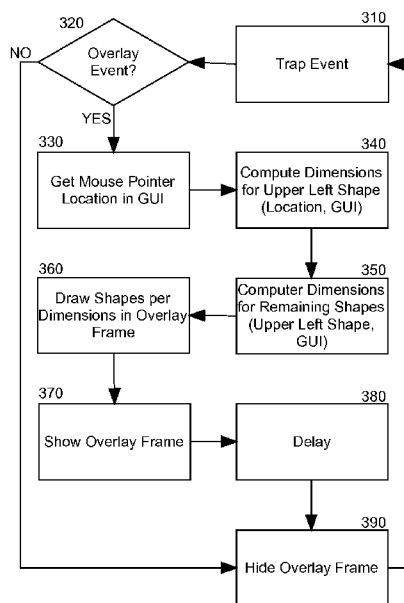 320
310
NO
Overlay
Event?
Trap Event
YES
330
340
Get Mouse Pointer
Location in GUI
Compute Dimensions
for Upper Left Shape
(Location, GUI)
360
350
Draw Shapes per
Dimensions in Overlay
Frame
Computer Dimensions
for Remaining Shapes
(Upper Left Shape,
GUI)
370
380
Show Overlay Frame
Delay
390
Hide Overlay Frame